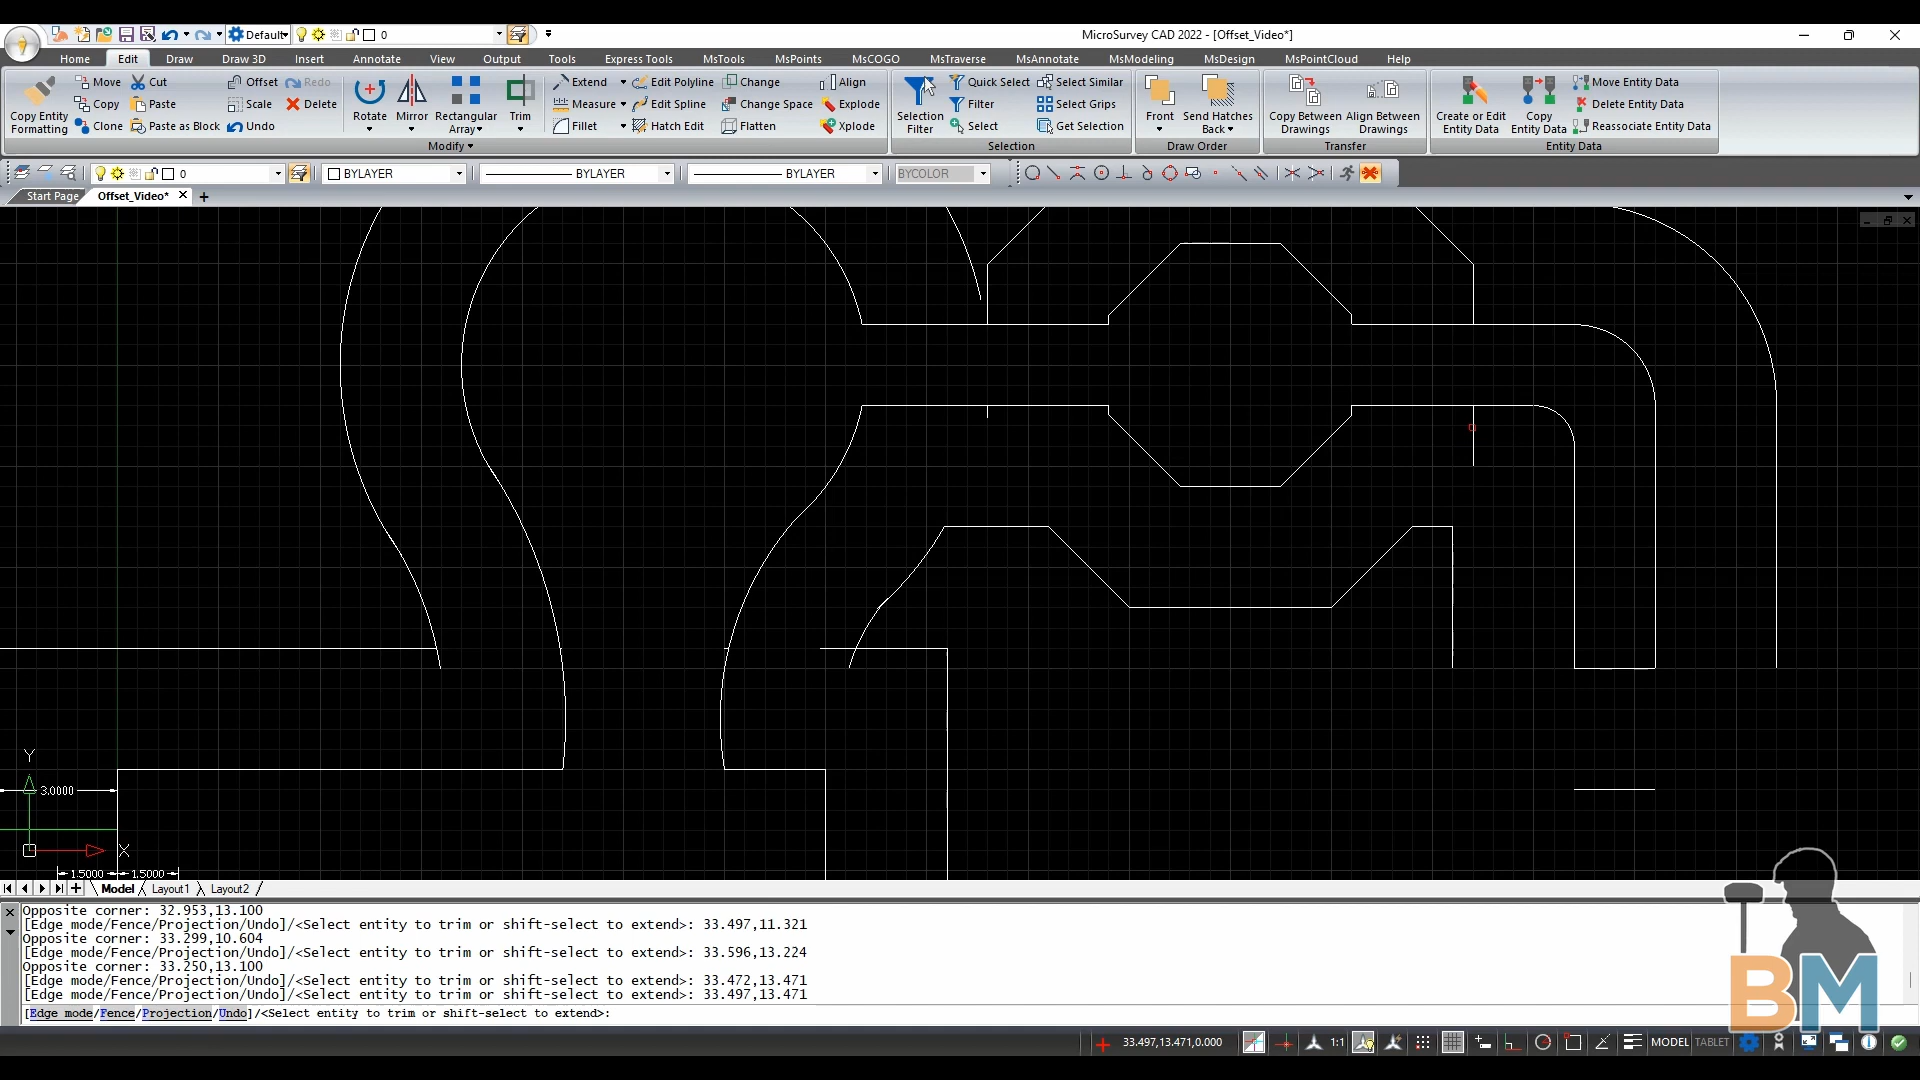 Default
0
MicroSurvey CAD 2022 - [Offset_Video*]
Home Edit Draw Draw 3D Insert Annotate View Output Tools Express Tools MsTools MsPoints MsCOGO MsTraverse MsAnnotate MsModeling MsDesign MsPointCloud Help
Copy Entity Formatting
Move Cut
Copy Paste
Clone Paste as Block
Offset Redo
Scale Delete
Undo
Rotate
Mirror
Rectangular Array
Trim
Extend Edit Polyline Change Align
Measure Edit Spline Change Space Explode
Fillet Hatch Edit Flatten Xplode
Modify
Selection Filter
Quick Select Select Similar
Filter Select Grips
Select Get Selection
Selection
Front
Send Hatches Back
Draw Order
Copy Between Drawings
Align Between Drawings
Transfer
Create or Edit Entity Data
Copy Entity Data
Move Entity Data
Delete Entity Data
Reassociate Entity Data
Entity Data
0
BYLAYER
BYLAYER
BYLAYER
BYCOLOR
Start Page Offset_Video*
Y
3.0000
X
1.5000 1.5000
Model Layout1 Layout2
Opposite corner: 32.953,13.100
[Edge mode/Fence/Projection/Undo]/<Select entity to trim or shift-select to extend>: 33.497,11.321
Opposite corner: 33.299,10.604
[Edge mode/Fence/Projection/Undo]/<Select entity to trim or shift-select to extend>: 33.596,13.224
Opposite corner: 33.250,13.100
[Edge mode/Fence/Projection/Undo]/<Select entity to trim or shift-select to extend>: 33.472,13.471
[Edge mode/Fence/Projection/Undo]/<Select entity to trim or shift-select to extend>: 33.497,13.471
[Edge mode/Fence/Projection/Undo]/<Select entity to trim or shift-select to extend>:
BM
33.497,13.471,0.000
1:1
MODEL TABLET